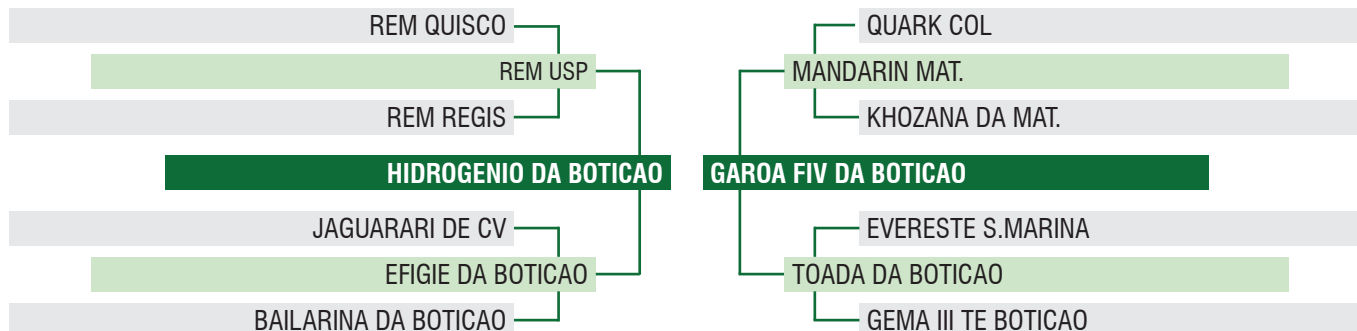 REM QUISCO
REM USP
REM REGIS
HIDROGENIO DA BOTICAO
JAGUARARI DE CV
EFIGIE DA BOTICAO
BAILARINA DA BOTICAO
QUARK COL
MANDARIN MAT.
KHOZANA DA MAT.
GAROA FIV DA BOTICAO
EVERESTE S.MARINA
TOADA DA BOTICAO
GEMA III TE BOTICAO